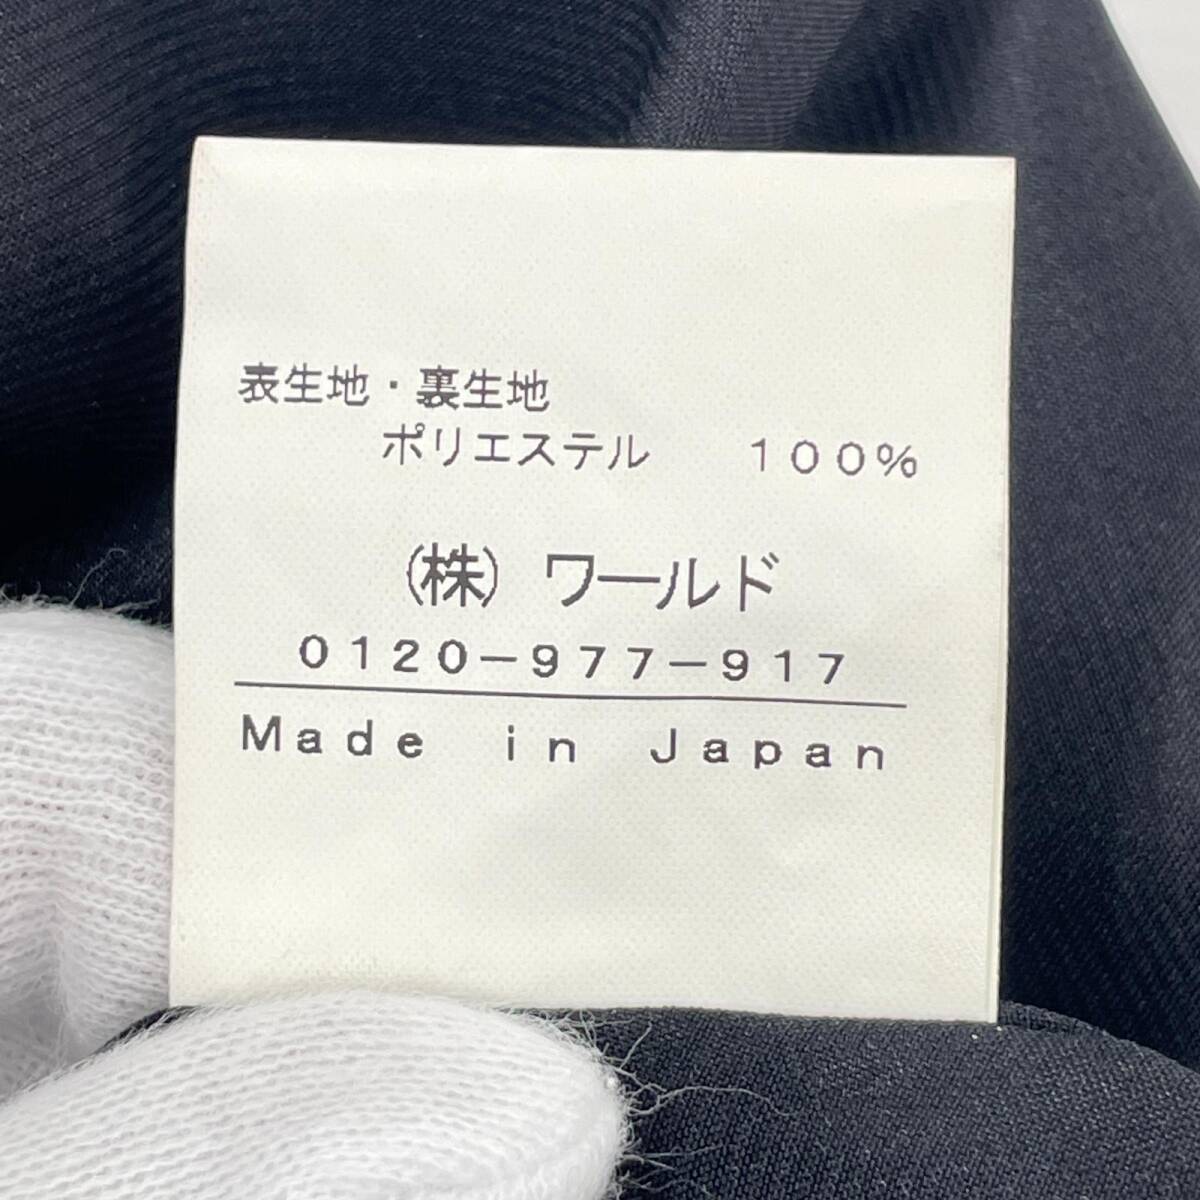 表生地・裏生地
ポリエステル 100%
(株) ワールド
0120-977-917
Made in Japan